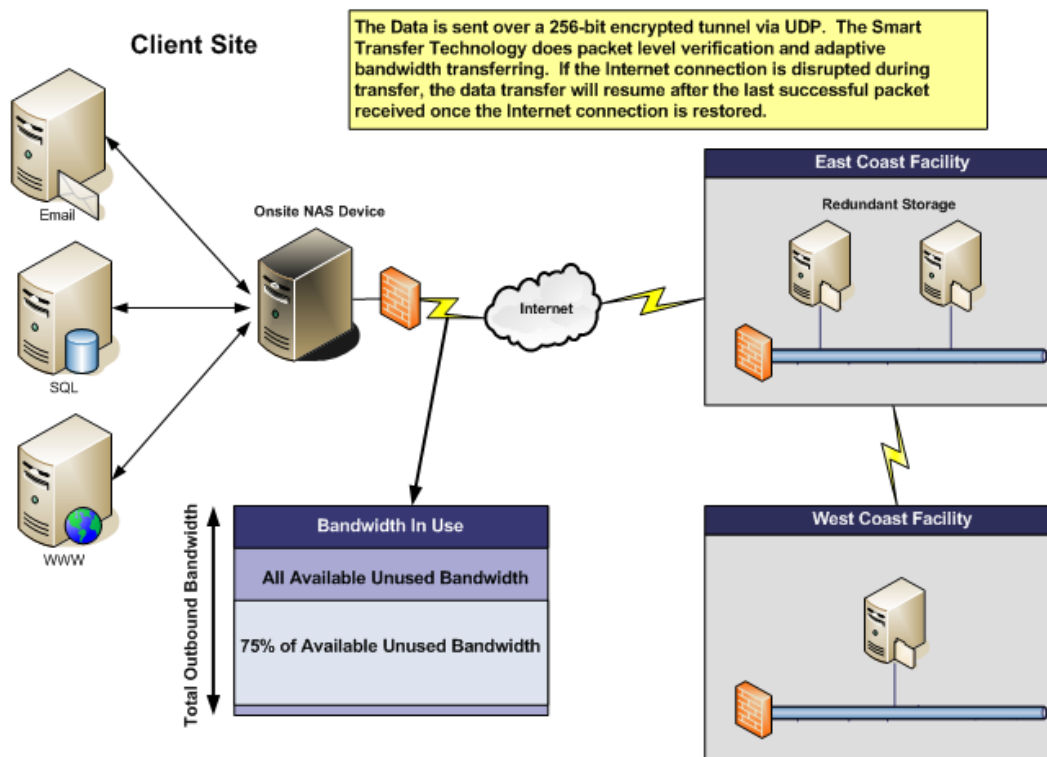 Client Site
The Data is sent over a 256-bit encrypted tunnel via UDP. The Smart
Transfer Technology does packet level verification and adaptive
bandwidth transferring. If the Internet connection is disrupted during
transfer, the data transfer will resume after the last successful packet
received once the Internet connection is restored.
Email
SQL
WWW
Onsite NAS Device
Internet
East Coast Facility
Redundant Storage
West Coast Facility
Total Outbound Bandwidth
Bandwidth In Use
All Available Unused Bandwidth
75% of Available Unused Bandwidth